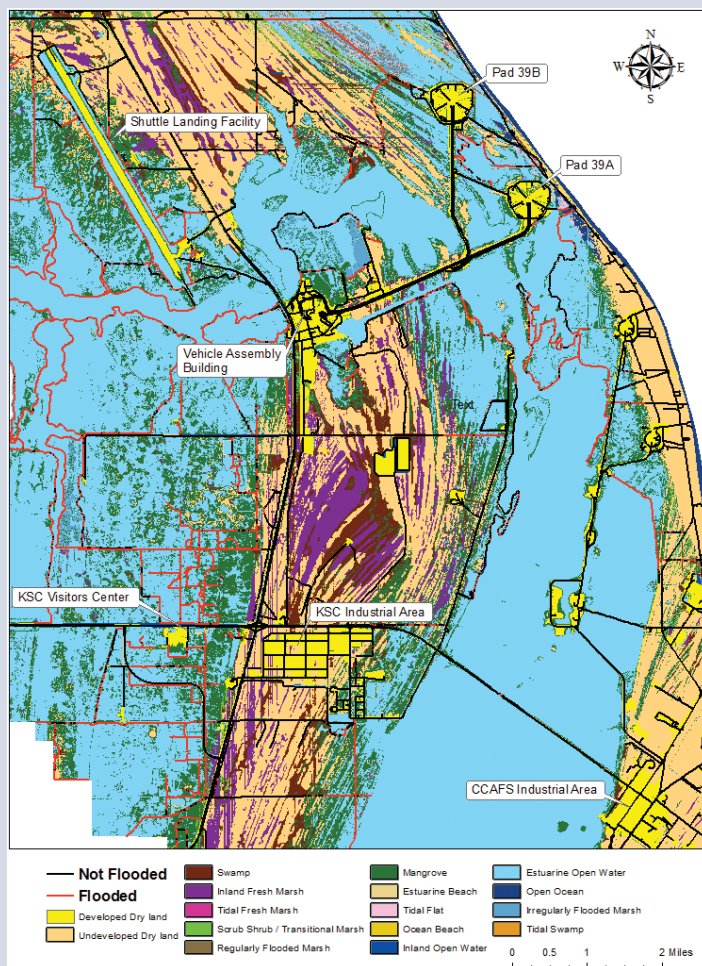 N
W
E
S
Pad 39B
Shuttle Landing Facility
Pad 39A
Vehicle Assembly
Building
Text
KSC Visitors Center
KSC Industrial Area
CCAFS Industrial Area
Not Flooded
Flooded
Developed Dry land
Undeveloped Dry land
Swamp
Inland Fresh Marsh
Tidal Fresh Marsh
Scrub Shrub / Transitional Marsh
Regularly Flooded Marsh
Mangrove
Estuarine Beach
Tidal Flat
Ocean Beach
Inland Open Water
Estuarine Open Water
Open Ocean
Irregularly Flooded Marsh
Tidal Swamp
0 0.5 1 2 Miles